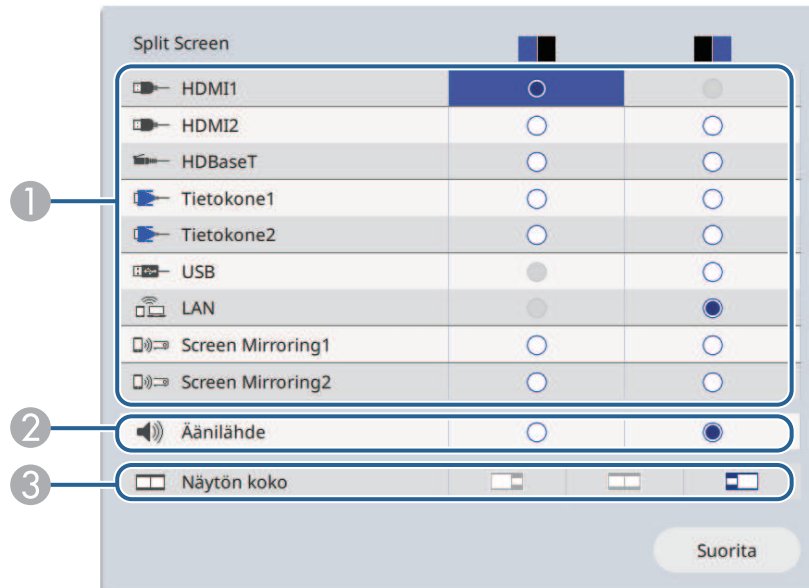 Split Screen
HDMI1
HDMI2
HDBaseT
1
Tietokone1
Tietokone2
USB
LAN
Screen Mirroring1
Screen Mirroring2
2
Äänilähde
3
Näytön koko
Suorita